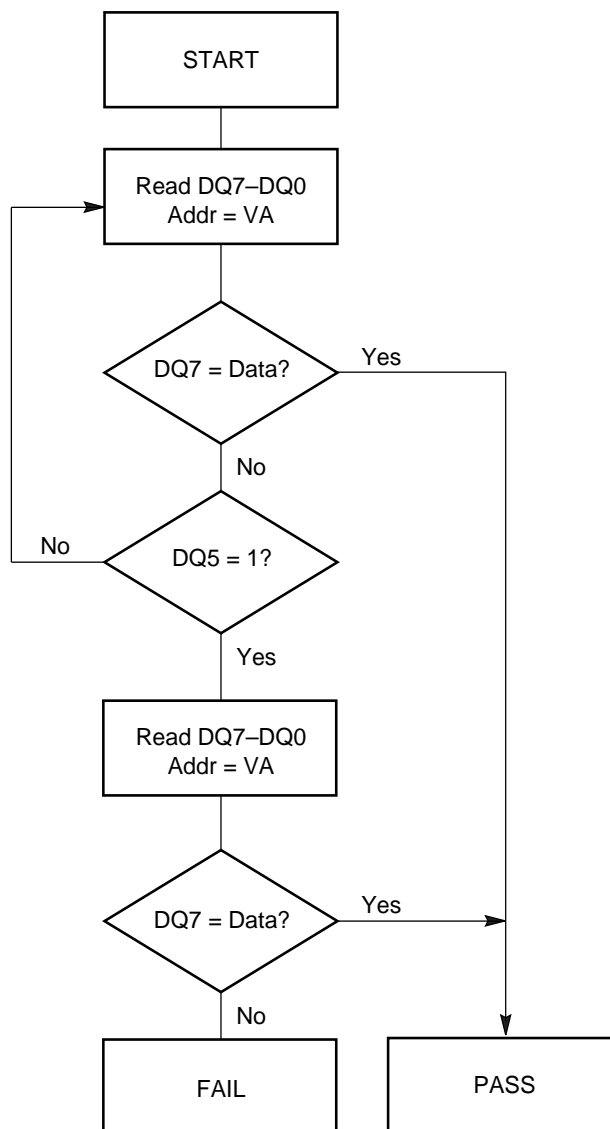 START
Read DQ7–DQ0
Addr = VA
DQ7 = Data?
Yes
No
No
DQ5 = 1?
Yes
Read DQ7–DQ0
Addr = VA
DQ7 = Data?
Yes
No
FAIL
PASS